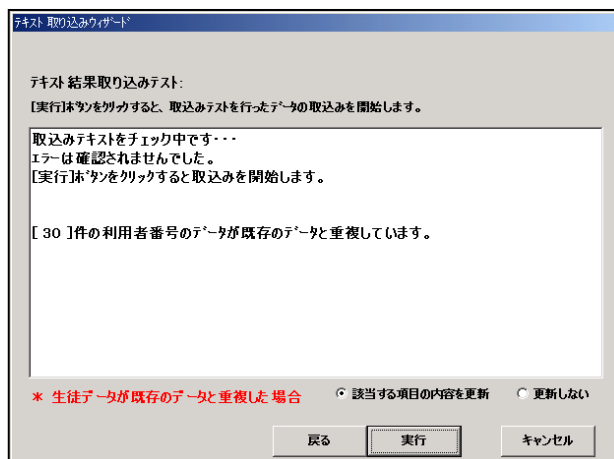 テキスト 取り込みウィザード
テキスト 結果取り込みテスト:
[実行]ボタンをクリックすると、取込みテストを行ったデータの取込みを開始します。
取込みテキストをチェック中です・・・
エラーは確認されませんでした。
[実行]ボタンをクリックすると取込みを開始します。
[ 30 ]件の利用者番号のデータが既存のデータと重複しています。
* 生徒データが既存のデータと重複した場合 該当する項目の内容を更新 更新しない
戻る 実行 キャンセル